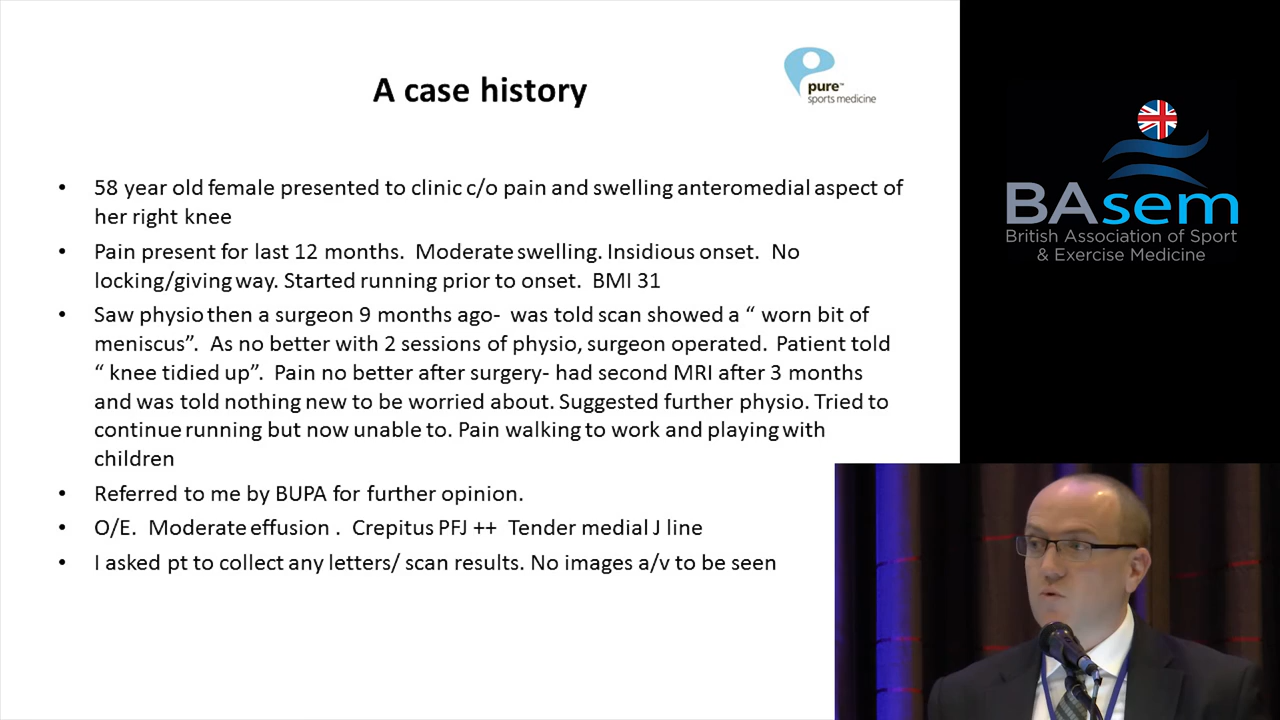 A case history
pure™
sports medicine
• 58 year old female presented to clinic c/o pain and swelling anteromedial aspect of
her right knee
• Pain present for last 12 months. Moderate swelling. Insidious onset. No
locking/giving way. Started running prior to onset. BMI 31
• Saw physio then a surgeon 9 months ago- was told scan showed a “ worn bit of
meniscus”. As no better with 2 sessions of physio, surgeon operated. Patient told
“ knee tidied up”. Pain no better after surgery- had second MRI after 3 months
and was told nothing new to be worried about. Suggested further physio. Tried to
continue running but now unable to. Pain walking to work and playing with
children
• Referred to me by BUPA for further opinion.
• O/E. Moderate effusion . Crepitus PFJ ++ Tender medial J line
• I asked pt to collect any letters/ scan results. No images a/v to be seen
BAsem
British Association of Sport
& Exercise Medicine